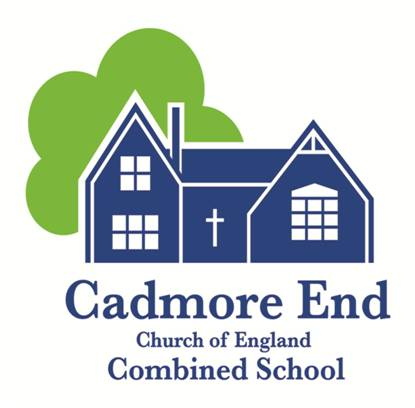 Cadmore End
Church of England
Combined School